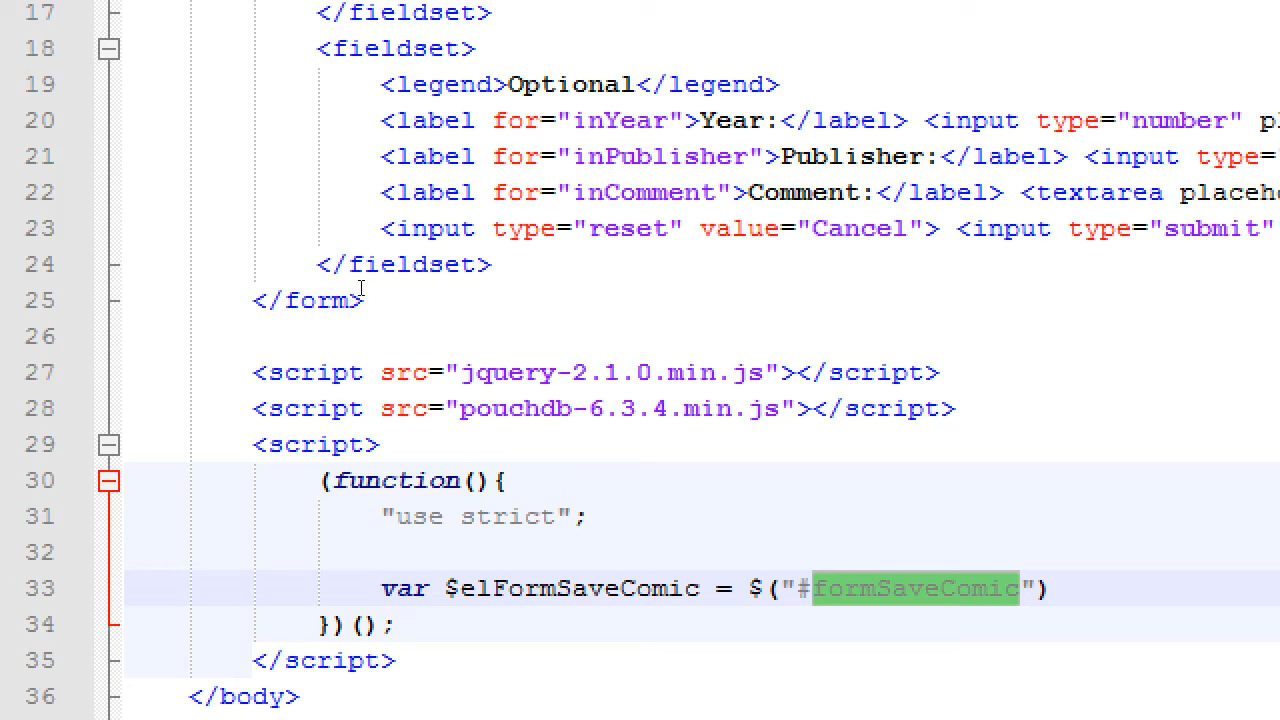 17 </fieldset>
18 <fieldset>
19 <legend>Optional</legend>
20 <label for="inYear">Year:</label> <input type="number" pl
21 <label for="inPublisher">Publisher:</label> <input type=
22 <label for="inComment">Comment:</label> <textarea placeho
23 <input type="reset" value="Cancel"> <input type="submit"
24 </fieldset>
25 </form>
26
27 <script src="jquery-2.1.0.min.js"></script>
28 <script src="pouchdb-6.3.4.min.js"></script>
29 <script>
30 (function(){
31 "use strict";
32
33 var $elFormSaveComic = $("#formSaveComic")
34 })();
35 </script>
36 </body>